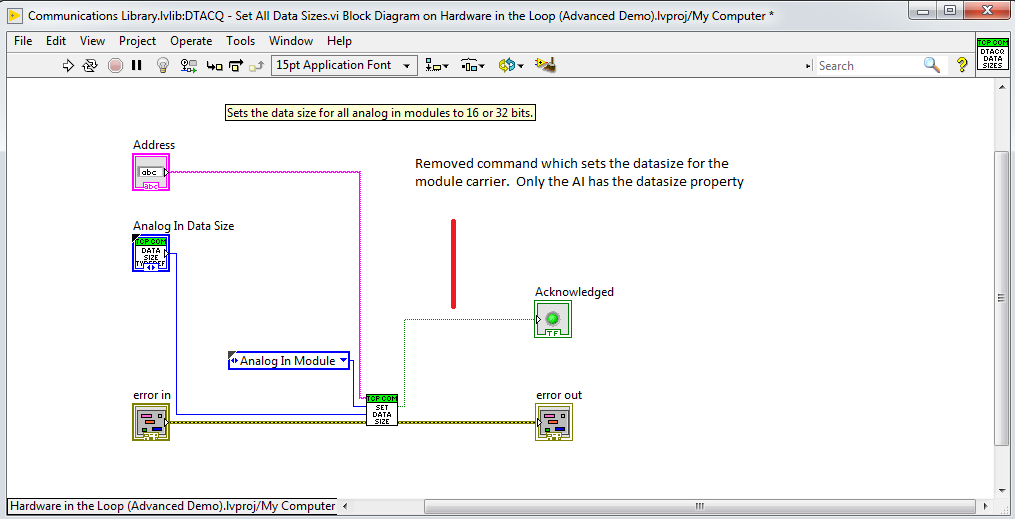 Communications Library.lvlib:DTACQ - Set All Data Sizes.vi Block Diagram on Hardware in the Loop (Advanced Demo).lvproj/My Computer *
File Edit View Project Operate Tools Window Help
15pt Application Font
Search
?
TCP COM
DTACQ
DATA
SIZES
Sets the data size for all analog in modules to 16 or 32 bits.
Removed command which sets the datasize for the
module carrier.  Only the AI has the datasize property
Address
abc
abc
Analog In Data Size
TCP COM
DATA
SIZE
TYPEDEF
Acknowledged
TF
Analog In Module
TCP COM
SET
DATA
SIZE
error in
error out
Hardware in the Loop (Advanced Demo).lvproj/My Computer